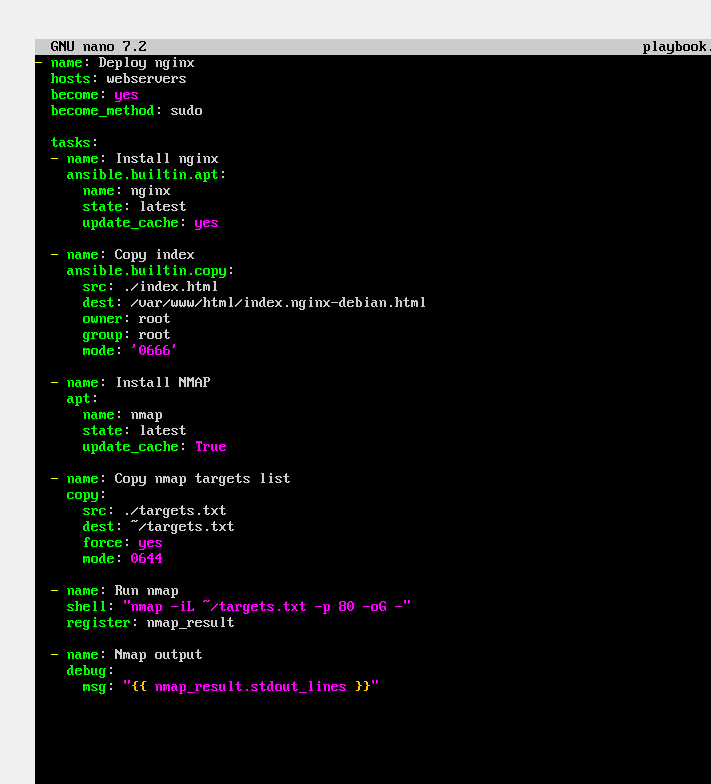 GNU nano 7.2 playbook.
- name: Deploy nginx
  hosts: webservers
  become: yes
  become_method: sudo

  tasks:
  - name: Install nginx
    ansible.builtin.apt:
      name: nginx
      state: latest
      update_cache: yes

  - name: Copy index
    ansible.builtin.copy:
      src: ./index.html
      dest: /var/www/html/index.nginx-debian.html
      owner: root
      group: root
      mode: '0666'

  - name: Install NMAP
    apt:
      name: nmap
      state: latest
      update_cache: True

  - name: Copy nmap targets list
    copy:
      src: ./targets.txt
      dest: ~/targets.txt
      force: yes
      mode: 0644

  - name: Run nmap
    shell: "nmap -iL ~/targets.txt -p 80 -oG -"
    register: nmap_result

  - name: Nmap output
    debug:
      msg: "{{ nmap_result.stdout_lines }}"